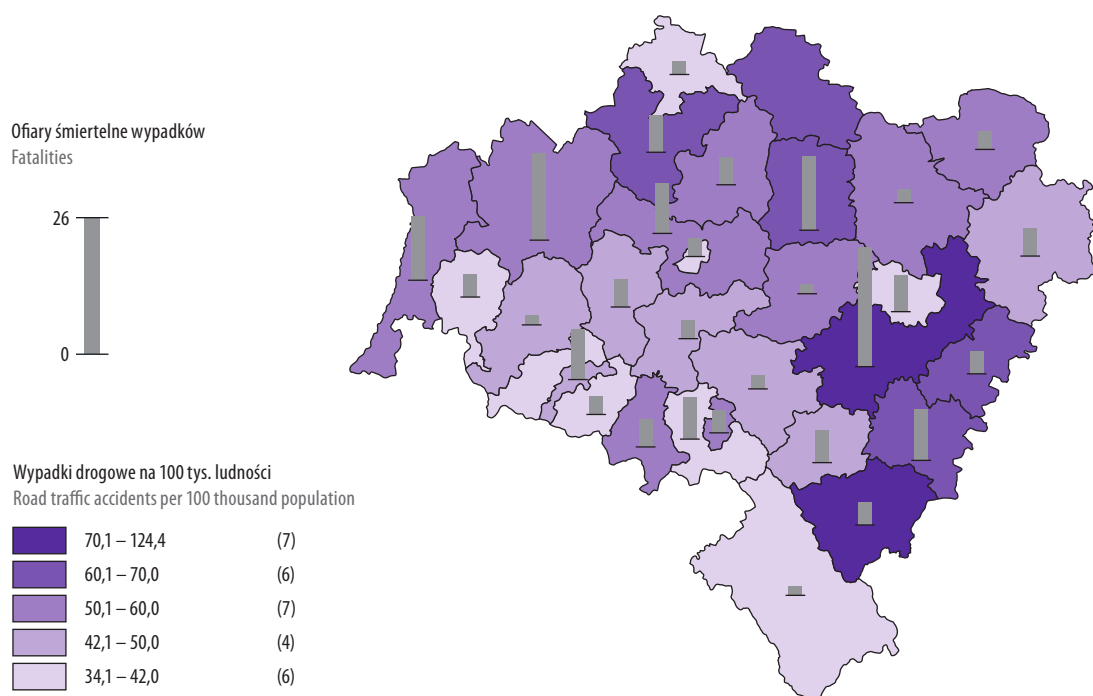 Ofiary śmiertelne wypadków
Fatalities
26
0
Wypadki drogowe na 100 tys. ludności
Road traffic accidents per 100 thousand population
70,1 – 124,4 (7)
60,1 – 70,0 (6)
50,1 – 60,0 (7)
42,1 – 50,0 (4)
34,1 – 42,0 (6)